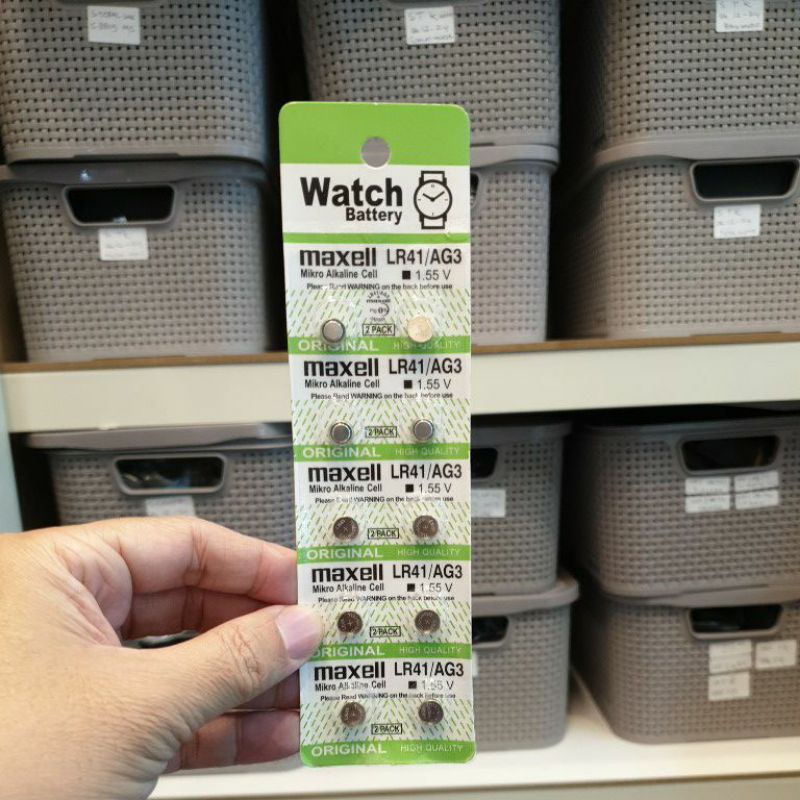 Watch
Battery
maxell LR41/AG3
Mikro Alkaline Cell 1.55 V
Please Read WARNING on the back before use
2 PACK
ORIGINAL HIGH QUALITY
maxell LR41/AG3
Mikro Alkaline Cell 1.55 V
Please Read WARNING on the back before use
2 PACK
ORIGINAL HIGH QUALITY
maxell LR41/AG3
Mikro Alkaline Cell 1.55 V
Please Read WARNING on the back before use
2 PACK
ORIGINAL HIGH QUALITY
maxell LR41/AG3
Mikro Alkaline Cell 1.55 V
Please Read WARNING on the back before use
2 PACK
ORIGINAL HIGH QUALITY
maxell LR41/AG3
Mikro Alkaline Cell 1.55 V
Please Read WARNING on the back before use
2 PACK
ORIGINAL HIGH QUALITY